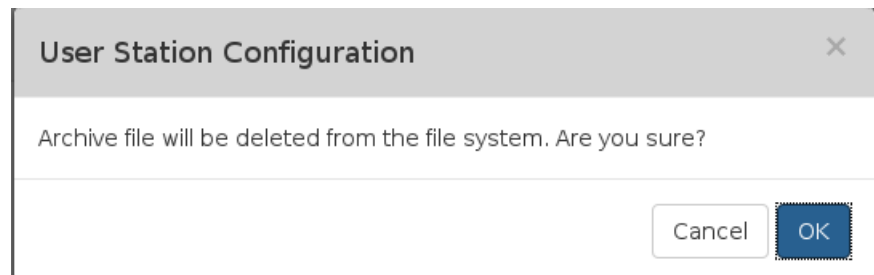 User Station Configuration
Archive file will be deleted from the file system. Are you sure?
Cancel OK